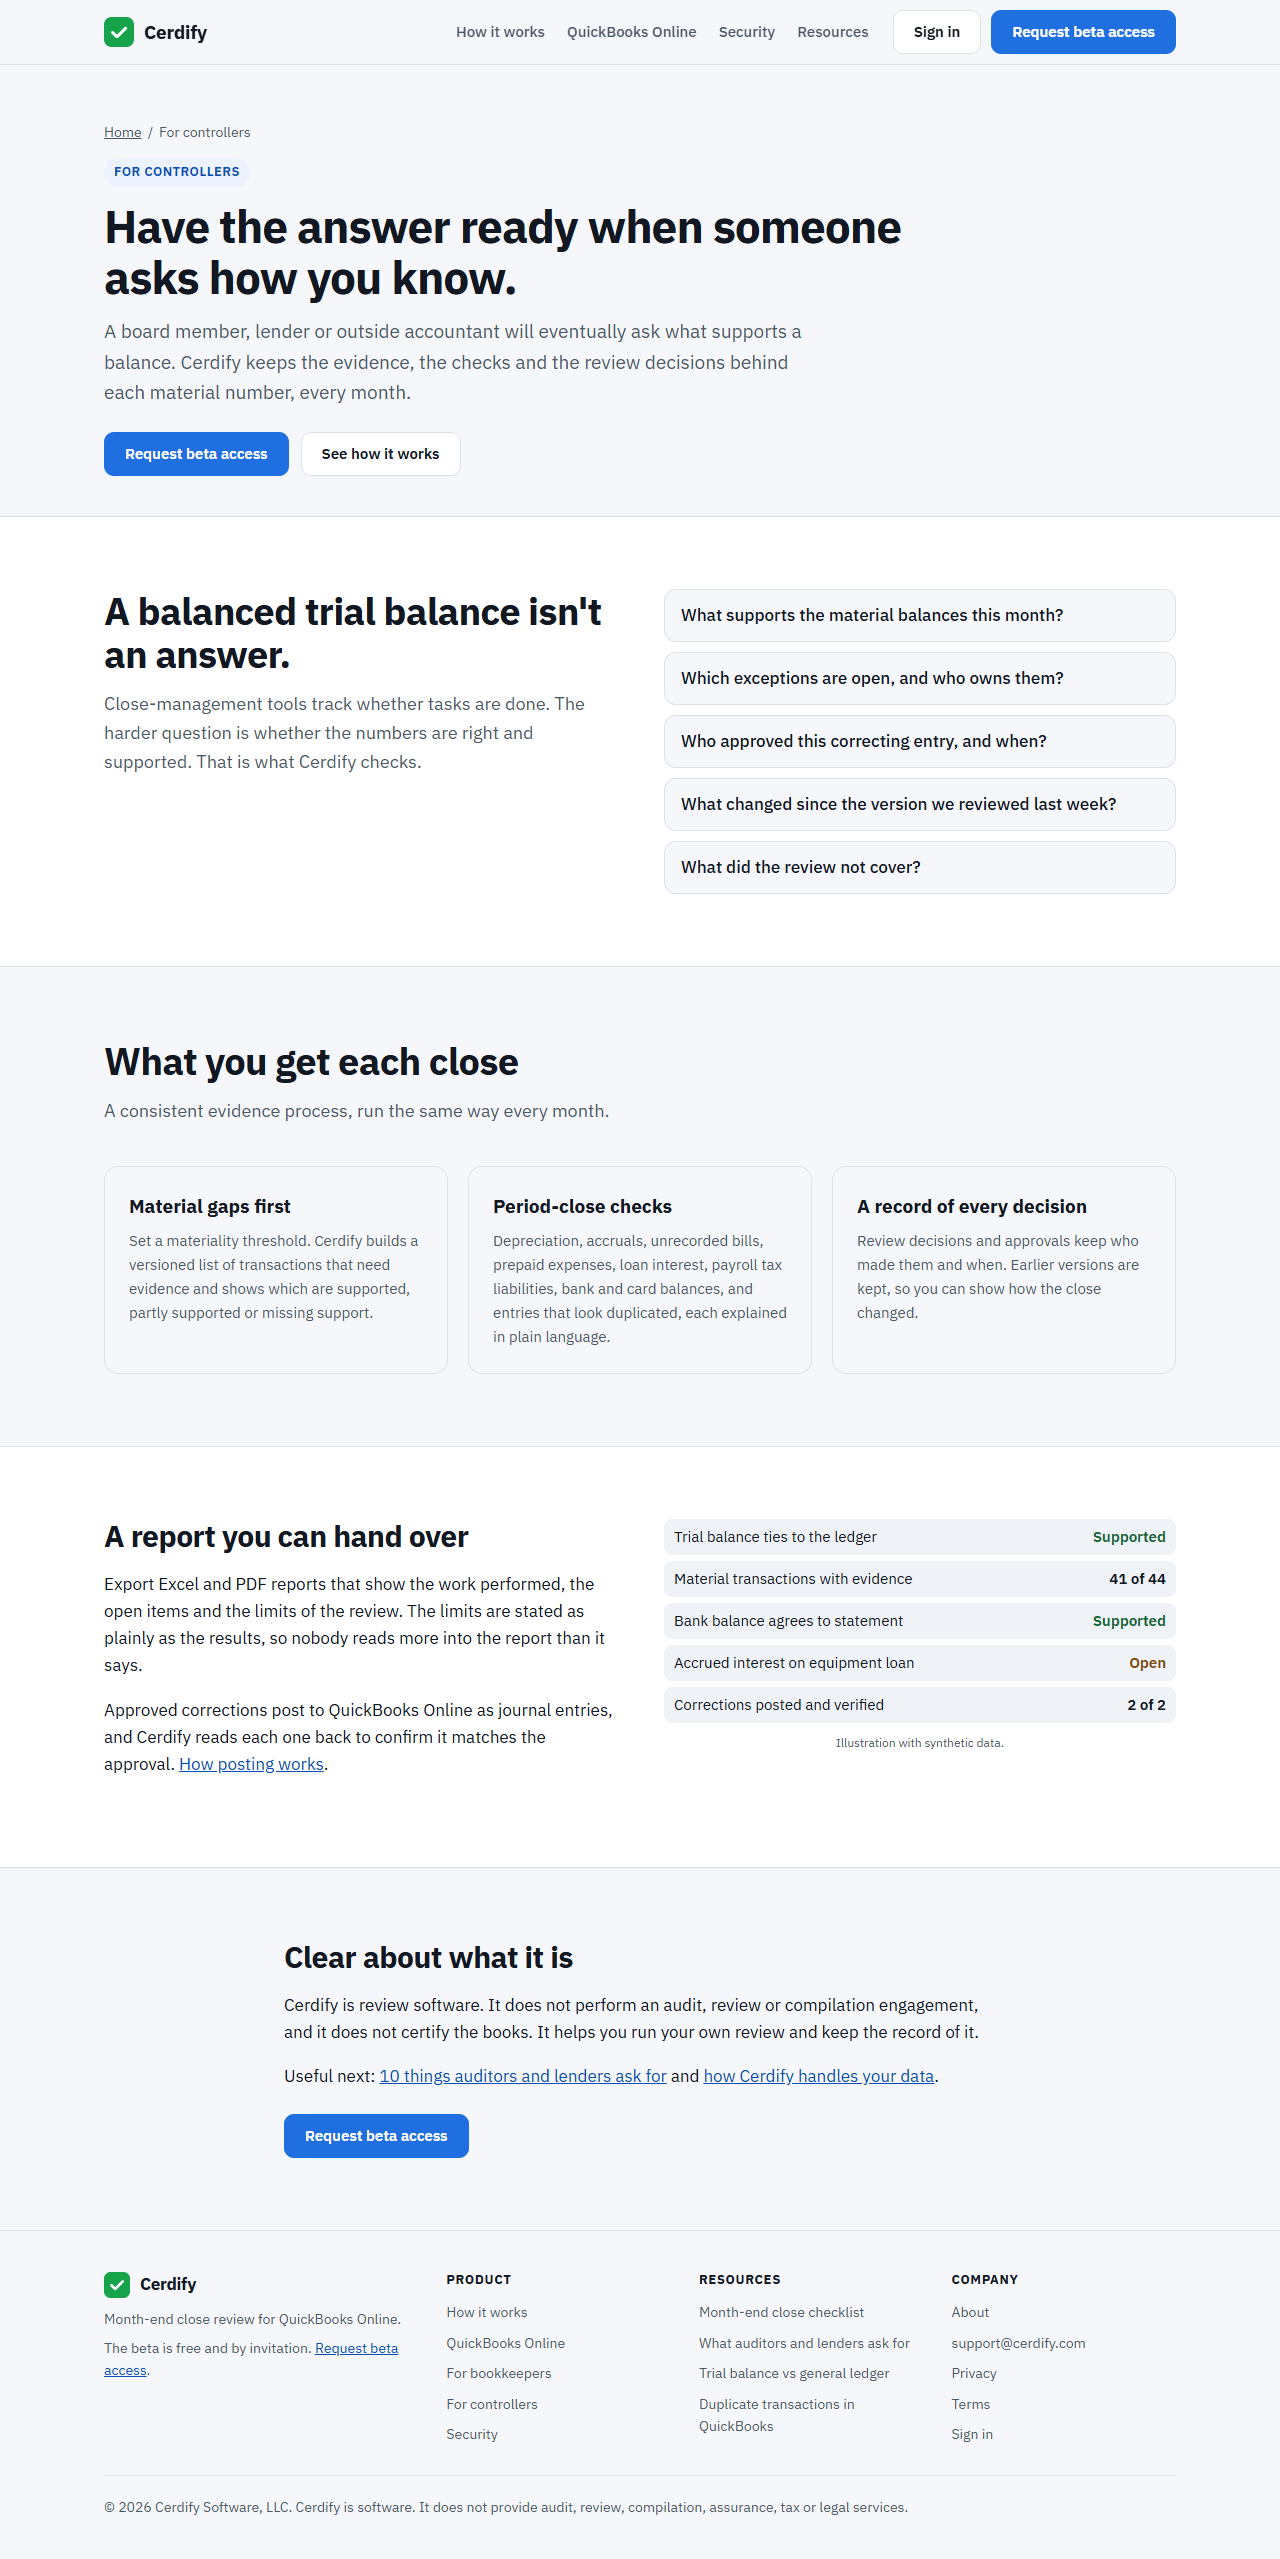 Cerdify
How it works
QuickBooks Online
Security
Resources
Sign in
Request beta access
Home / For controllers
FOR CONTROLLERS
Have the answer ready when someone
asks how you know.
A board member, lender or outside accountant will eventually ask what supports a
balance. Cerdify keeps the evidence, the checks and the review decisions behind
each material number, every month.
Request beta access
See how it works
A balanced trial balance isn't
an answer.
Close-management tools track whether tasks are done. The
harder question is whether the numbers are right and
supported. That is what Cerdify checks.
What supports the material balances this month?
Which exceptions are open, and who owns them?
Who approved this correcting entry, and when?
What changed since the version we reviewed last week?
What did the review not cover?
What you get each close
A consistent evidence process, run the same way every month.
Material gaps first
Set a materiality threshold. Cerdify builds a
versioned list of transactions that need
evidence and shows which are supported,
partly supported or missing support.
Period-close checks
Depreciation, accruals, unrecorded bills,
prepaid expenses, loan interest, payroll tax
liabilities, bank and card balances, and
entries that look duplicated, each explained
in plain language.
A record of every decision
Review decisions and approvals keep who
made them and when. Earlier versions are
kept, so you can show how the close
changed.
A report you can hand over
Export Excel and PDF reports that show the work performed, the
open items and the limits of the review. The limits are stated as
plainly as the results, so nobody reads more into the report than it
says.
Approved corrections post to QuickBooks Online as journal entries,
and Cerdify reads each one back to confirm it matches the
approval. How posting works.
Trial balance ties to the ledger Supported
Material transactions with evidence 41 of 44
Bank balance agrees to statement Supported
Accrued interest on equipment loan Open
Corrections posted and verified 2 of 2
Illustration with synthetic data.
Clear about what it is
Cerdify is review software. It does not perform an audit, review or compilation engagement,
and it does not certify the books. It helps you run your own review and keep the record of it.
Useful next: 10 things auditors and lenders ask for and how Cerdify handles your data.
Request beta access
Cerdify
Month-end close review for QuickBooks Online.
The beta is free and by invitation. Request beta
access.
PRODUCT
How it works
QuickBooks Online
For bookkeepers
For controllers
Security
RESOURCES
Month-end close checklist
What auditors and lenders ask for
Trial balance vs general ledger
Duplicate transactions in
QuickBooks
COMPANY
About
support@cerdify.com
Privacy
Terms
Sign in
© 2026 Cerdify Software, LLC. Cerdify is software. It does not provide audit, review, compilation, assurance, tax or legal services.